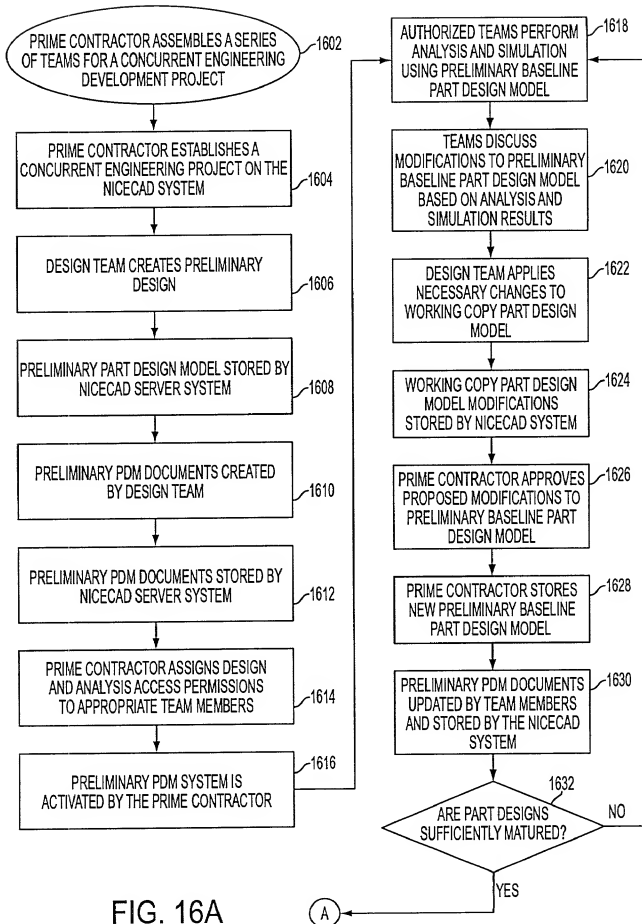 PRIME CONTRACTOR ASSEMBLES A SERIES
OF TEAMS FOR A CONCURRENT ENGINEERING
DEVELOPMENT PROJECT
1602
PRIME CONTRACTOR ESTABLISHES A
CONCURRENT ENGINEERING PROJECT ON THE
NICECAD SYSTEM
1604
DESIGN TEAM CREATES PRELIMINARY
DESIGN
1606
PRELIMINARY PART DESIGN MODEL STORED BY
NICECAD SERVER SYSTEM
1608
PRELIMINARY PDM DOCUMENTS CREATED
BY DESIGN TEAM
1610
PRELIMINARY PDM DOCUMENTS STORED BY
NICECAD SERVER SYSTEM
1612
PRIME CONTRACTOR ASSIGNS DESIGN
AND ANALYSIS ACCESS PERMISSIONS
TO APPROPRIATE TEAM MEMBERS
1614
PRELIMINARY PDM SYSTEM IS
ACTIVATED BY THE PRIME CONTRACTOR
1616
AUTHORIZED TEAMS PERFORM
ANALYSIS AND SIMULATION
USING PRELIMINARY BASELINE
PART DESIGN MODEL
1618
TEAMS DISCUSS
MODIFICATIONS TO PRELIMINARY
BASELINE PART DESIGN MODEL
BASED ON ANALYSIS AND
SIMULATION RESULTS
1620
DESIGN TEAM APPLIES
NECESSARY CHANGES TO
WORKING COPY PART DESIGN
MODEL
1622
WORKING COPY PART DESIGN
MODEL MODIFICATIONS
STORED BY NICECAD SYSTEM
1624
PRIME CONTRACTOR APPROVES
PROPOSED MODIFICATIONS TO
PRELIMINARY BASELINE PART
DESIGN MODEL
1626
PRIME CONTRACTOR STORES
NEW PRELIMINARY BASELINE
PART DESIGN MODEL
1628
PRELIMINARY PDM DOCUMENTS
UPDATED BY TEAM MEMBERS
AND STORED BY THE NICECAD
SYSTEM
1630
ARE PART DESIGNS
SUFFICIENTLY MATURED?
1632
NO
YES
A
FIG. 16A